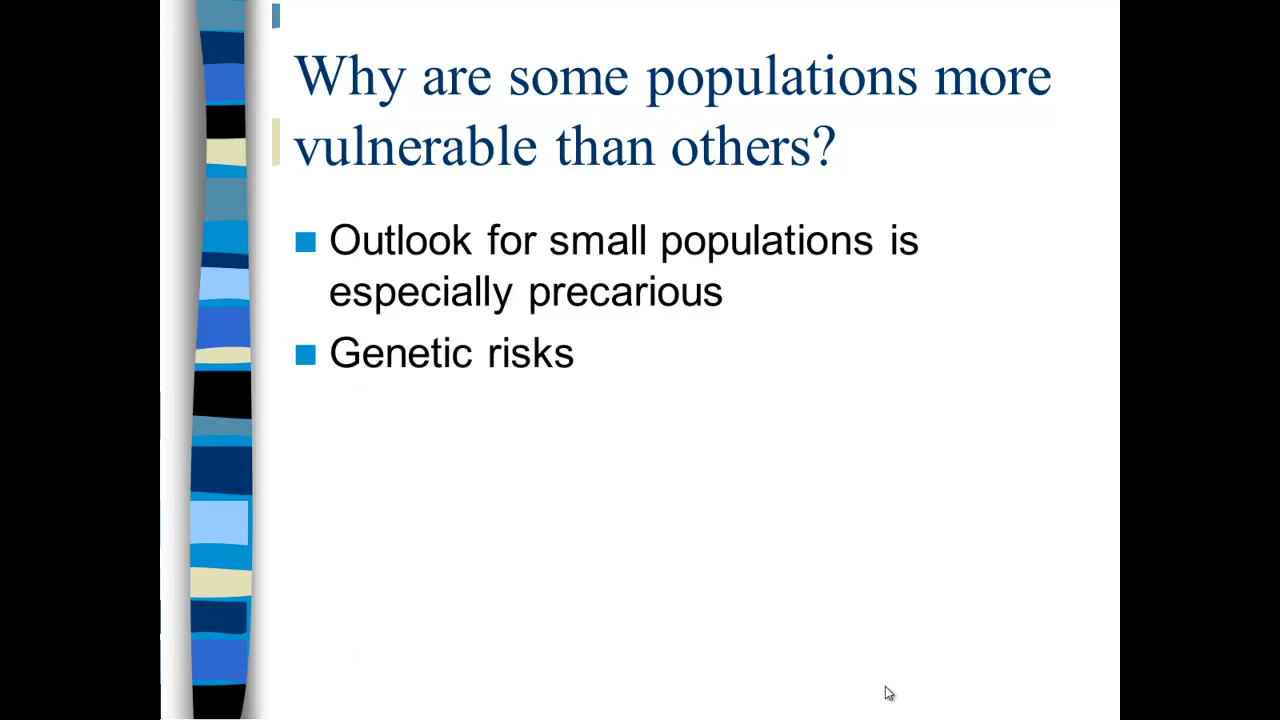 Why are some populations more
vulnerable than others?
Outlook for small populations is
especially precarious
Genetic risks